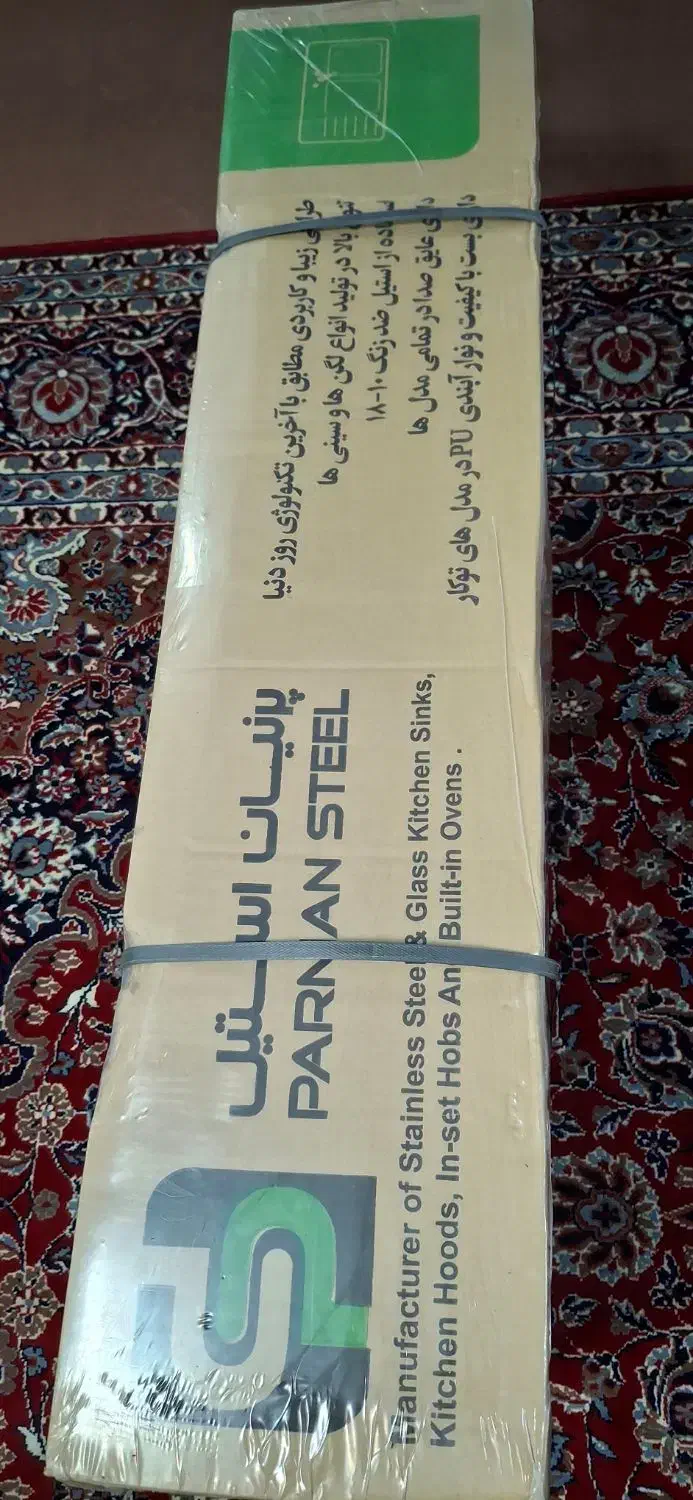 پرنیان استیل
PARNIAN STEEL
Manufacturer of Stainless Steel & Glass Kitchen Sinks,
Kitchen Hoods, In-set Hobs And Built-in Ovens .
طراحی زیبا و کاربردی مطابق با آخرین تکنولوژی روز دنیا
تنوع بالا در تولید انواع لگن ها و سینی ها
استفاده از استیل ضد زنگ ۱۰-۱۸
دارای عایق صدا در تمامی مدل ها
دارای بست با کیفیت و نوار آبندی PU در مدل های توکار